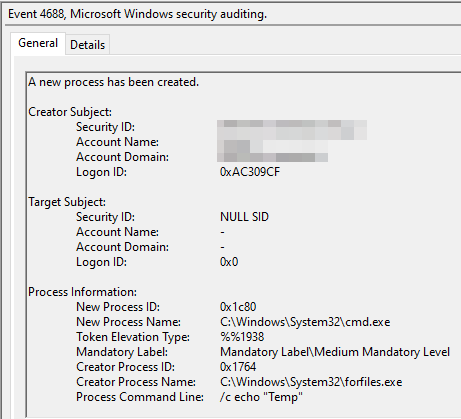 Event 4688, Microsoft Windows security auditing.
General Details
A new process has been created.
Creator Subject:
Security ID:
Account Name:
Account Domain:
Logon ID: 0xAC309CF
Target Subject:
Security ID: NULL SID
Account Name: -
Account Domain: -
Logon ID: 0x0
Process Information:
New Process ID: 0x1c80
New Process Name: C:\Windows\System32\cmd.exe
Token Elevation Type: %%1938
Mandatory Label: Mandatory Label\Medium Mandatory Level
Creator Process ID: 0x1764
Creator Process Name: C:\Windows\System32\forfiles.exe
Process Command Line: /c echo "Temp"